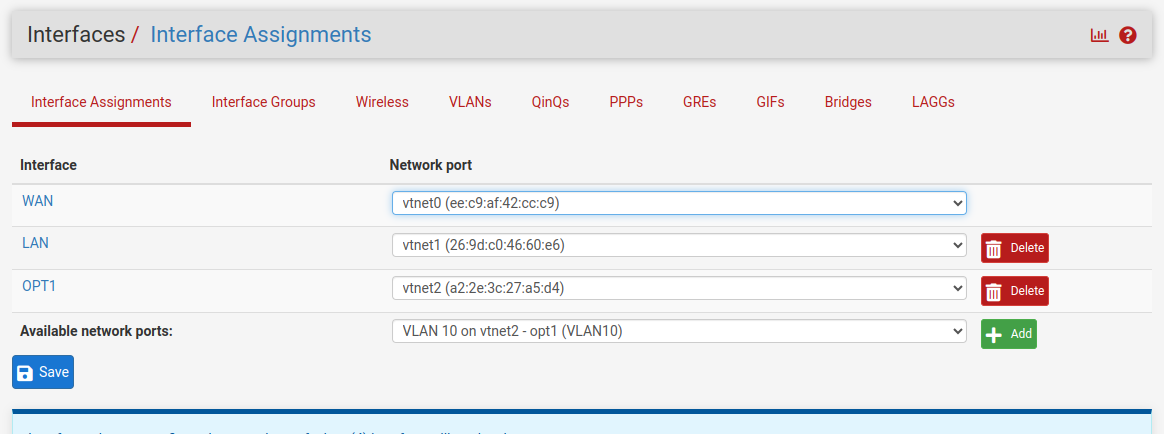 Interfaces / Interface Assignments
Interface Assignments Interface Groups Wireless VLANs QinQs PPPs GREs GIFs Bridges LAGGs
Interface Network port
WAN vtnet0 (ee:c9:af:42:cc:c9)
LAN vtnet1 (26:9d:c0:46:60:e6) Delete
OPT1 vtnet2 (a2:2e:3c:27:a5:d4) Delete
Available network ports: VLAN 10 on vtnet2 - opt1 (VLAN10) Add
Save